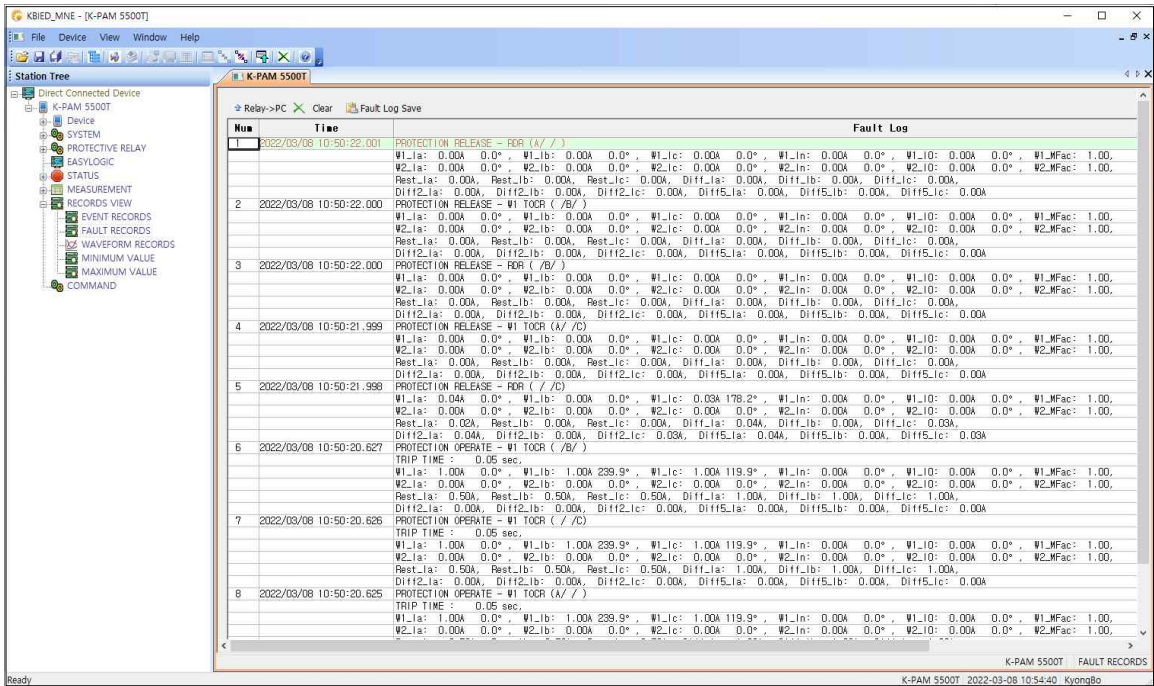 KBIED_MNE - [K-PAM 5500T]
File Device View Window Help
Station Tree
K-PAM 5500T
Direct Connected Device
K-PAM 5500T
Device
SYSTEM
PROTECTIVE RELAY
EASYLOGIC
STATUS
MEASUREMENT
RECORDS VIEW
EVENT RECORDS
FAULT RECORDS
WAVEFORM RECORDS
MINIMUM VALUE
MAXIMUM VALUE
COMMAND
Relay->PC Clear Fault Log Save
Num Time Fault Log
1 2022/03/08 10:50:22.001 PROTECTION RELEASE - RDR (A/ / )
W1_Ia: 0.00A 0.0° , W1_Ib: 0.00A 0.0° , W1_Ic: 0.00A 0.0° , W1_In: 0.00A 0.0° , W1_I0: 0.00A 0.0° , W1_MFac: 1.00,
W2_Ia: 0.00A 0.0° , W2_Ib: 0.00A 0.0° , W2_Ic: 0.00A 0.0° , W2_In: 0.00A 0.0° , W2_I0: 0.00A 0.0° , W2_MFac: 1.00,
Rest_Ia: 0.00A, Rest_Ib: 0.00A, Rest_Ic: 0.00A, Diff_Ia: 0.00A, Diff_Ib: 0.00A, Diff_Ic: 0.00A,
Diff2_Ia: 0.00A, Diff2_Ib: 0.00A, Diff2_Ic: 0.00A, Diff5_Ia: 0.00A, Diff5_Ib: 0.00A, Diff5_Ic: 0.00A
2 2022/03/08 10:50:22.000 PROTECTION RELEASE - W1 TOCR ( /B/ )
W1_Ia: 0.00A 0.0° , W1_Ib: 0.00A 0.0° , W1_Ic: 0.00A 0.0° , W1_In: 0.00A 0.0° , W1_I0: 0.00A 0.0° , W1_MFac: 1.00,
W2_Ia: 0.00A 0.0° , W2_Ib: 0.00A 0.0° , W2_Ic: 0.00A 0.0° , W2_In: 0.00A 0.0° , W2_I0: 0.00A 0.0° , W2_MFac: 1.00,
Rest_Ia: 0.00A, Rest_Ib: 0.00A, Rest_Ic: 0.00A, Diff_Ia: 0.00A, Diff_Ib: 0.00A, Diff_Ic: 0.00A,
Diff2_Ia: 0.00A, Diff2_Ib: 0.00A, Diff2_Ic: 0.00A, Diff5_Ia: 0.00A, Diff5_Ib: 0.00A, Diff5_Ic: 0.00A
3 2022/03/08 10:50:22.000 PROTECTION RELEASE - RDR ( /B/ )
W1_Ia: 0.00A 0.0° , W1_Ib: 0.00A 0.0° , W1_Ic: 0.00A 0.0° , W1_In: 0.00A 0.0° , W1_I0: 0.00A 0.0° , W1_MFac: 1.00,
W2_Ia: 0.00A 0.0° , W2_Ib: 0.00A 0.0° , W2_Ic: 0.00A 0.0° , W2_In: 0.00A 0.0° , W2_I0: 0.00A 0.0° , W2_MFac: 1.00,
Rest_Ia: 0.00A, Rest_Ib: 0.00A, Rest_Ic: 0.00A, Diff_Ia: 0.00A, Diff_Ib: 0.00A, Diff_Ic: 0.00A,
Diff2_Ia: 0.00A, Diff2_Ib: 0.00A, Diff2_Ic: 0.00A, Diff5_Ia: 0.00A, Diff5_Ib: 0.00A, Diff5_Ic: 0.00A
4 2022/03/08 10:50:21.999 PROTECTION RELEASE - W1 TOCR (A/ /C)
W1_Ia: 0.00A 0.0° , W1_Ib: 0.00A 0.0° , W1_Ic: 0.00A 0.0° , W1_In: 0.00A 0.0° , W1_I0: 0.00A 0.0° , W1_MFac: 1.00,
W2_Ia: 0.00A 0.0° , W2_Ib: 0.00A 0.0° , W2_Ic: 0.00A 0.0° , W2_In: 0.00A 0.0° , W2_I0: 0.00A 0.0° , W2_MFac: 1.00,
Rest_Ia: 0.00A, Rest_Ib: 0.00A, Rest_Ic: 0.00A, Diff_Ia: 0.00A, Diff_Ib: 0.00A, Diff_Ic: 0.00A,
Diff2_Ia: 0.00A, Diff2_Ib: 0.00A, Diff2_Ic: 0.00A, Diff5_Ia: 0.00A, Diff5_Ib: 0.00A, Diff5_Ic: 0.00A
5 2022/03/08 10:50:21.998 PROTECTION RELEASE - RDR ( / /C)
W1_Ia: 0.04A 0.0° , W1_Ib: 0.00A 0.0° , W1_Ic: 0.03A 178.2° , W1_In: 0.00A 0.0° , W1_I0: 0.00A 0.0° , W1_MFac: 1.00,
W2_Ia: 0.00A 0.0° , W2_Ib: 0.00A 0.0° , W2_Ic: 0.00A 0.0° , W2_In: 0.00A 0.0° , W2_I0: 0.00A 0.0° , W2_MFac: 1.00,
Rest_Ia: 0.02A, Rest_Ib: 0.00A, Rest_Ic: 0.00A, Diff_Ia: 0.04A, Diff_Ib: 0.00A, Diff_Ic: 0.03A,
Diff2_Ia: 0.04A, Diff2_Ib: 0.00A, Diff2_Ic: 0.03A, Diff5_Ia: 0.04A, Diff5_Ib: 0.00A, Diff5_Ic: 0.03A
6 2022/03/08 10:50:20.627 PROTECTION OPERATE - W1 TOCR ( /B/ )
TRIP TIME : 0.05 sec,
W1_Ia: 1.00A 0.0° , W1_Ib: 1.00A 239.9° , W1_Ic: 1.00A 119.9° , W1_In: 0.00A 0.0° , W1_I0: 0.00A 0.0° , W1_MFac: 1.00,
W2_Ia: 0.00A 0.0° , W2_Ib: 0.00A 0.0° , W2_Ic: 0.00A 0.0° , W2_In: 0.00A 0.0° , W2_I0: 0.00A 0.0° , W2_MFac: 1.00,
Rest_Ia: 0.50A, Rest_Ib: 0.50A, Rest_Ic: 0.50A, Diff_Ia: 1.00A, Diff_Ib: 1.00A, Diff_Ic: 1.00A,
Diff2_Ia: 0.00A, Diff2_Ib: 0.00A, Diff2_Ic: 0.00A, Diff5_Ia: 0.00A, Diff5_Ib: 0.00A, Diff5_Ic: 0.00A
7 2022/03/08 10:50:20.626 PROTECTION OPERATE - W1 TOCR ( / /C)
TRIP TIME : 0.05 sec,
W1_Ia: 1.00A 0.0° , W1_Ib: 1.00A 239.9° , W1_Ic: 1.00A 119.9° , W1_In: 0.00A 0.0° , W1_I0: 0.00A 0.0° , W1_MFac: 1.00,
W2_Ia: 0.00A 0.0° , W2_Ib: 0.00A 0.0° , W2_Ic: 0.00A 0.0° , W2_In: 0.00A 0.0° , W2_I0: 0.00A 0.0° , W2_MFac: 1.00,
Rest_Ia: 0.50A, Rest_Ib: 0.50A, Rest_Ic: 0.50A, Diff_Ia: 1.00A, Diff_Ib: 1.00A, Diff_Ic: 1.00A,
Diff2_Ia: 0.00A, Diff2_Ib: 0.00A, Diff2_Ic: 0.00A, Diff5_Ia: 0.00A, Diff5_Ib: 0.00A, Diff5_Ic: 0.00A
8 2022/03/08 10:50:20.625 PROTECTION OPERATE - W1 TOCR (A/ / )
TRIP TIME : 0.05 sec,
W1_Ia: 1.00A 0.0° , W1_Ib: 1.00A 239.9° , W1_Ic: 1.00A 119.9° , W1_In: 0.00A 0.0° , W1_I0: 0.00A 0.0° , W1_MFac: 1.00,
W2_Ia: 0.00A 0.0° , W2_Ib: 0.00A 0.0° , W2_Ic: 0.00A 0.0° , W2_In: 0.00A 0.0° , W2_I0: 0.00A 0.0° , W2_MFac: 1.00,
K-PAM 5500T FAULT RECORDS
Ready K-PAM 5500T 2022-03-08 10:54:40 KyongBo